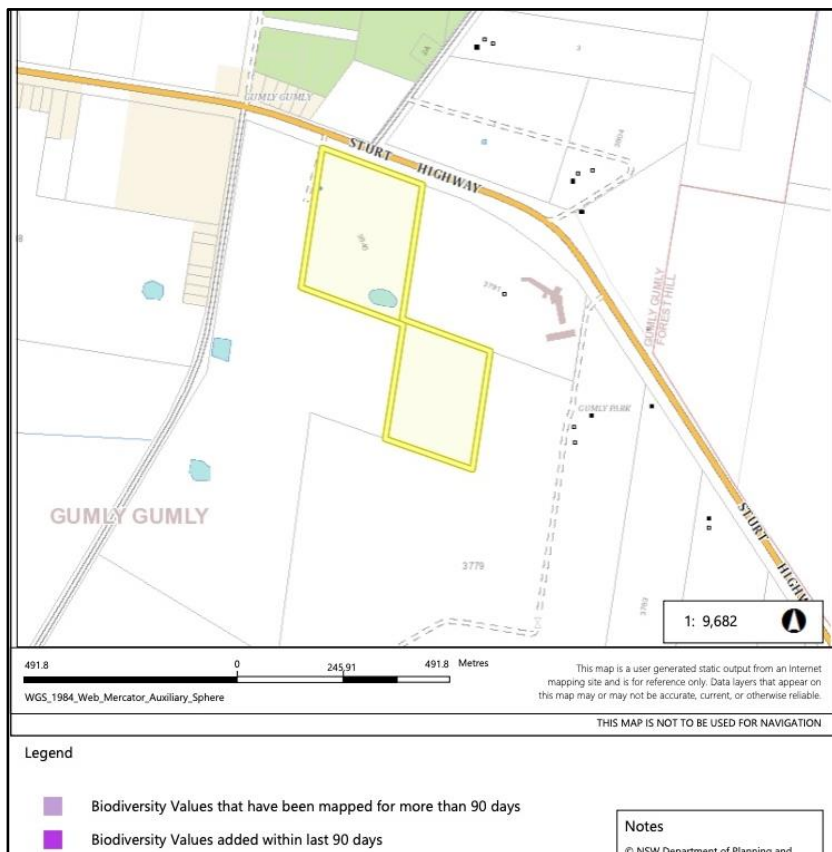 GUMLY GUMLY
3
STURT HIGHWAY
3804
GUMLY GUMLY
FOREST HILL
3797
GUMLY PARK
GUMLY GUMLY
STURT
3779
3763
1: 9,682
491.8 0 245.91 491.8 Metres
WGS_1984_Web_Mercator_Auxiliary_Sphere
This map is a user generated static output from an Internet
mapping site and is for reference only. Data layers that appear on
this map may or may not be accurate, current, or otherwise reliable.
THIS MAP IS NOT TO BE USED FOR NAVIGATION
Legend
Biodiversity Values that have been mapped for more than 90 days
Biodiversity Values added within last 90 days
Notes
© NSW Department of Planning and